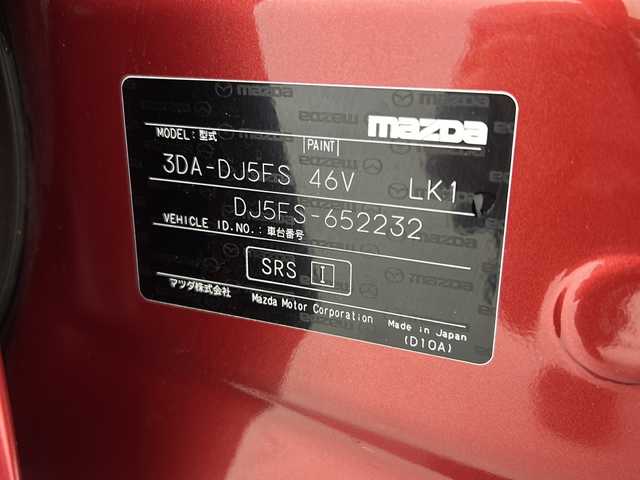 mazda
MODEL:型式
PAINT
3DA-DJ5FS 46V LK1
DJ5FS-652232
VEHICLE ID.NO.:車台番号
SRS I
マツダ株式会社 Mazda Motor Corporation Made in Japan
(D10A)